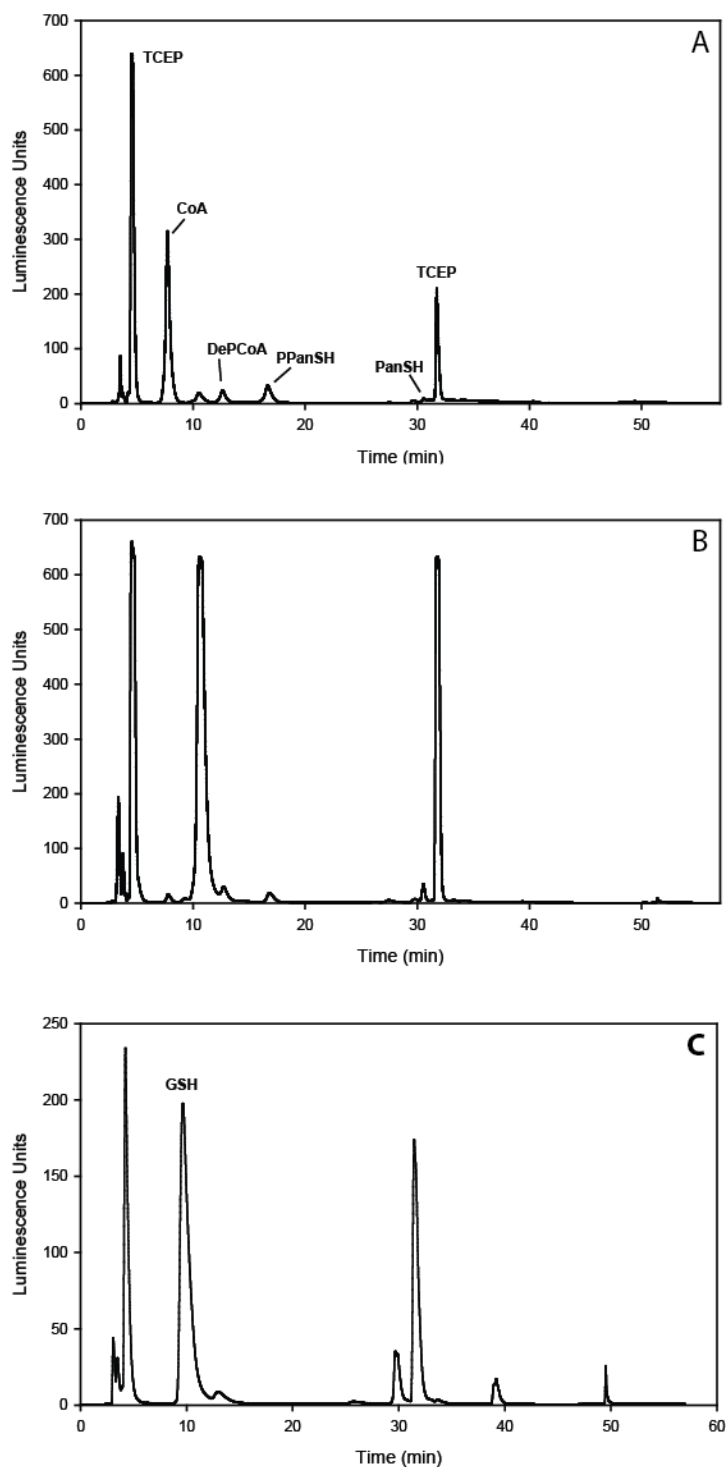 A
700
600
500
400
300
200
100
0
Luminescence Units
TCEP
CoA
DePCoA
PPanSH
PanSH
TCEP
0 10 20 30 40 50
Time (min)
B
700
600
500
400
300
200
100
0
Luminescence Units
0 10 20 30 40 50
Time (min)
C
250
200
150
100
50
0
Luminescence Units
GSH
0 10 20 30 40 50 60
Time (min)